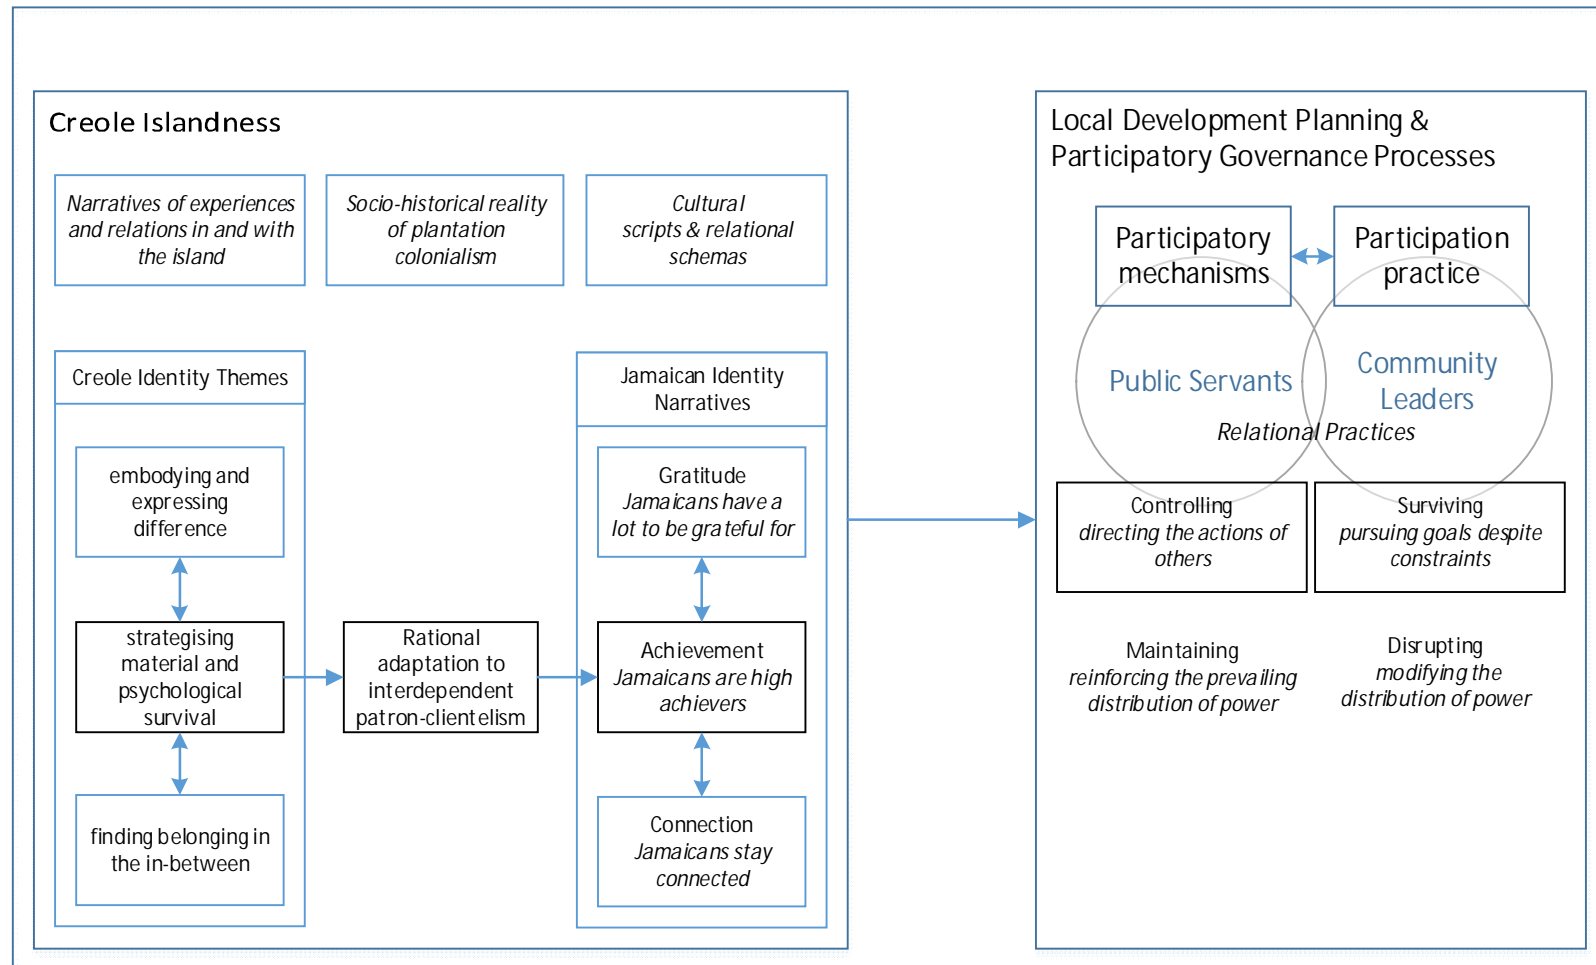 Creole Islandness
Narratives of experiences
and relations in and with
the island
Socio-historical reality
of plantation
colonialism
Cultural
scripts & relational
schemas
Creole Identity Themes
embodying and
expressing
difference
strategising
material and
psychological
survival
finding belonging in
the in-between
Rational
adaptation to
interdependent
patron-clientelism
Jamaican Identity
Narratives
Gratitude
Jamaicans have a
lot to be grateful for
Achievement
Jamaicans are high
achievers
Connection
Jamaicans stay
connected
Local Development Planning &
Participatory Governance Processes
Participatory
mechanisms
Participation
practice
Public Servants
Community
Leaders
Relational Practices
Controlling
directing the actions of
others
Surviving
pursuing goals despite
constraints
Maintaining
reinforcing the prevailing
distribution of power
Disrupting
modifying the
distribution of power